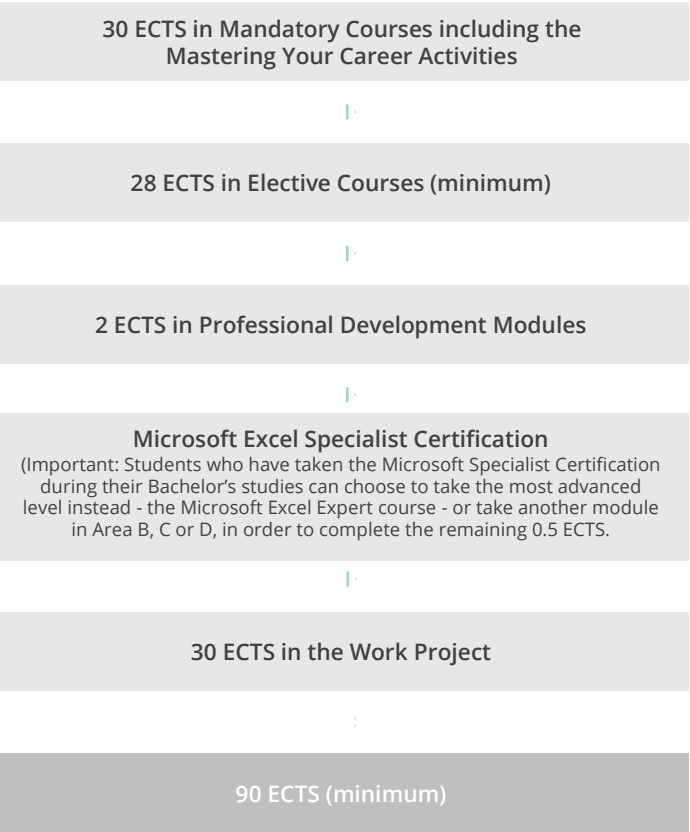 30 ECTS in Mandatory Courses including the
Mastering Your Career Activities
28 ECTS in Elective Courses (minimum)
2 ECTS in Professional Development Modules
Microsoft Excel Specialist Certification
(Important: Students who have taken the Microsoft Specialist Certification
during their Bachelor’s studies can choose to take the most advanced
level instead - the Microsoft Excel Expert course - or take another module
in Area B, C or D, in order to complete the remaining 0.5 ECTS.
30 ECTS in the Work Project
90 ECTS (minimum)